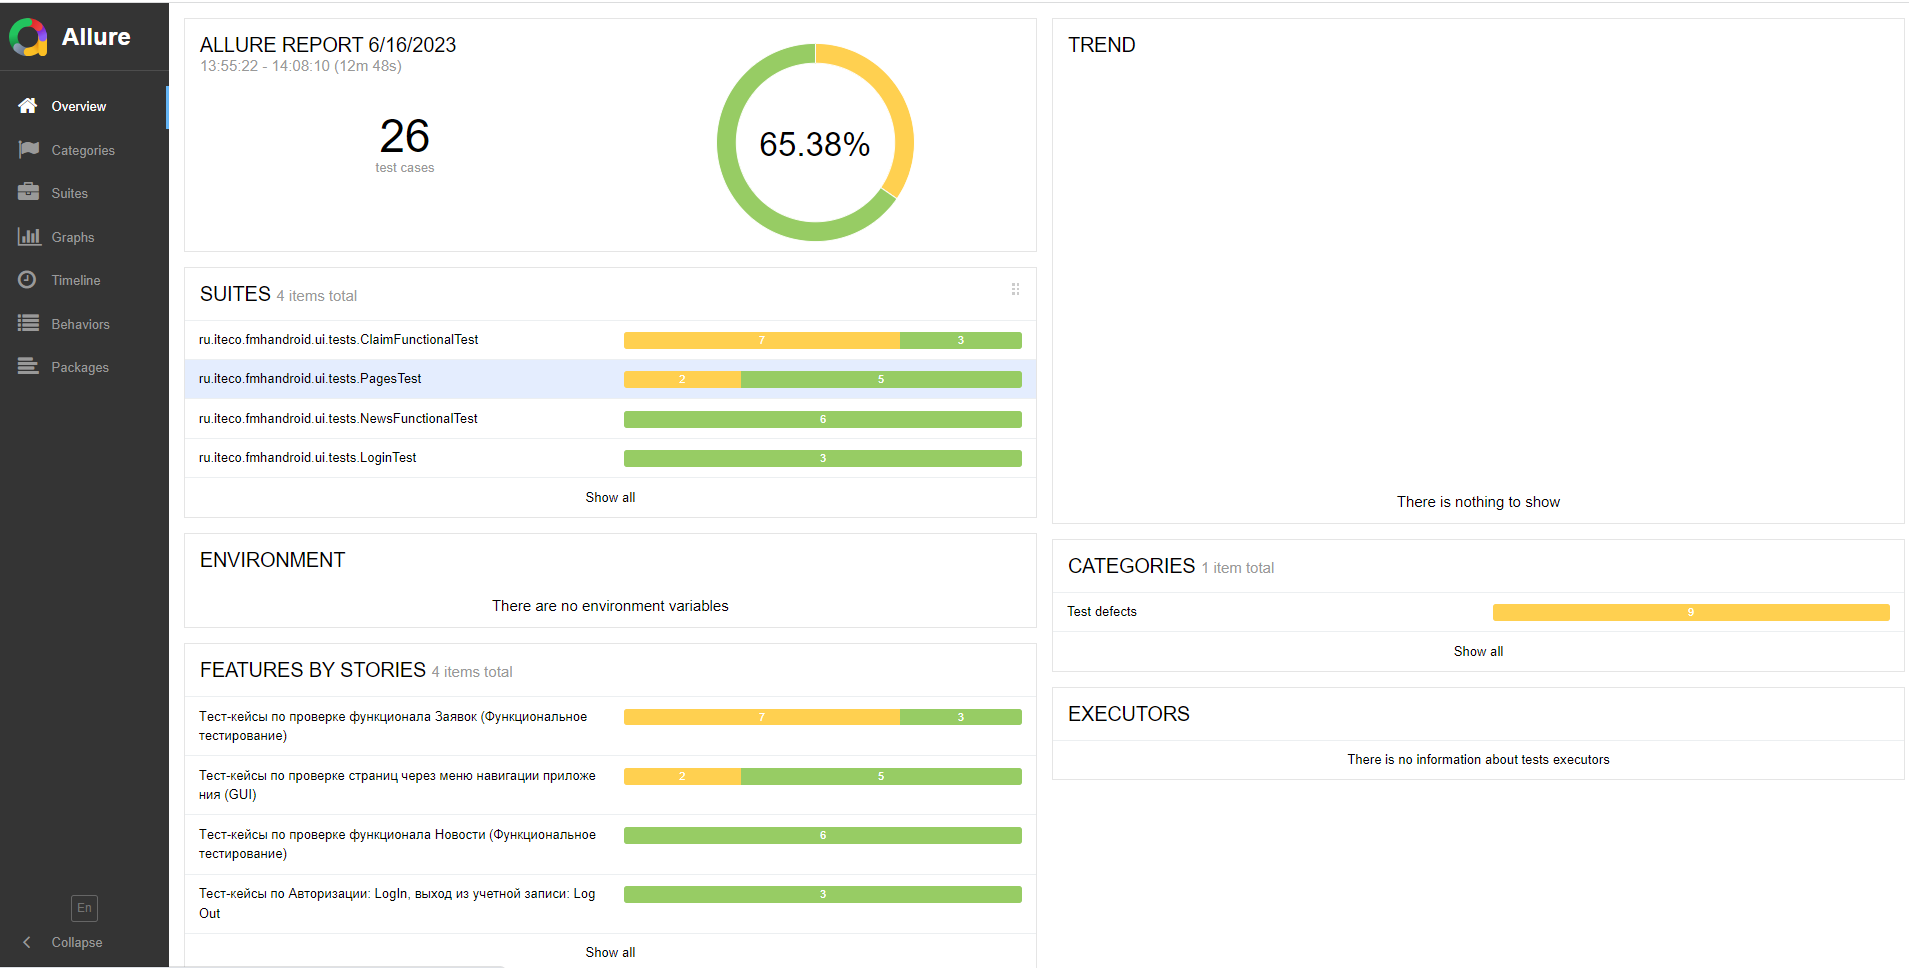 Allure
Overview
Categories
Suites
Graphs
Timeline
Behaviors
Packages
En
Collapse
ALLURE REPORT 6/16/2023
13:55:22 - 14:08:10 (12m 48s)
26
test cases
65.38%
SUITES 4 items total
ru.iteco.fmhandroid.ui.tests.ClaimFunctionalTest
7 3
ru.iteco.fmhandroid.ui.tests.PagesTest
2 5
ru.iteco.fmhandroid.ui.tests.NewsFunctionalTest
6
ru.iteco.fmhandroid.ui.tests.LoginTest
3
Show all
ENVIRONMENT
There are no environment variables
FEATURES BY STORIES 4 items total
Тест-кейсы по проверке функционала Заявок (Функциональное
тестирование)
7 3
Тест-кейсы по проверке страниц через меню навигации приложе
ния (GUI)
2 5
Тест-кейсы по проверке функционала Новости (Функциональное
тестирование)
6
Тест-кейсы по Авторизации: LogIn, выход из учетной записи: Log
Out
3
Show all
TREND
There is nothing to show
CATEGORIES 1 item total
Test defects
9
Show all
EXECUTORS
There is no information about tests executors